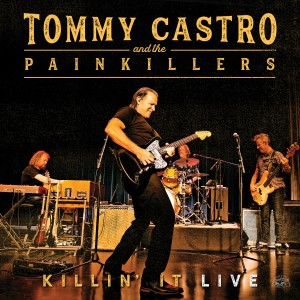 TOMMY CASTRO
and the
PAINKILLERS
KILLIN' IT LIVE